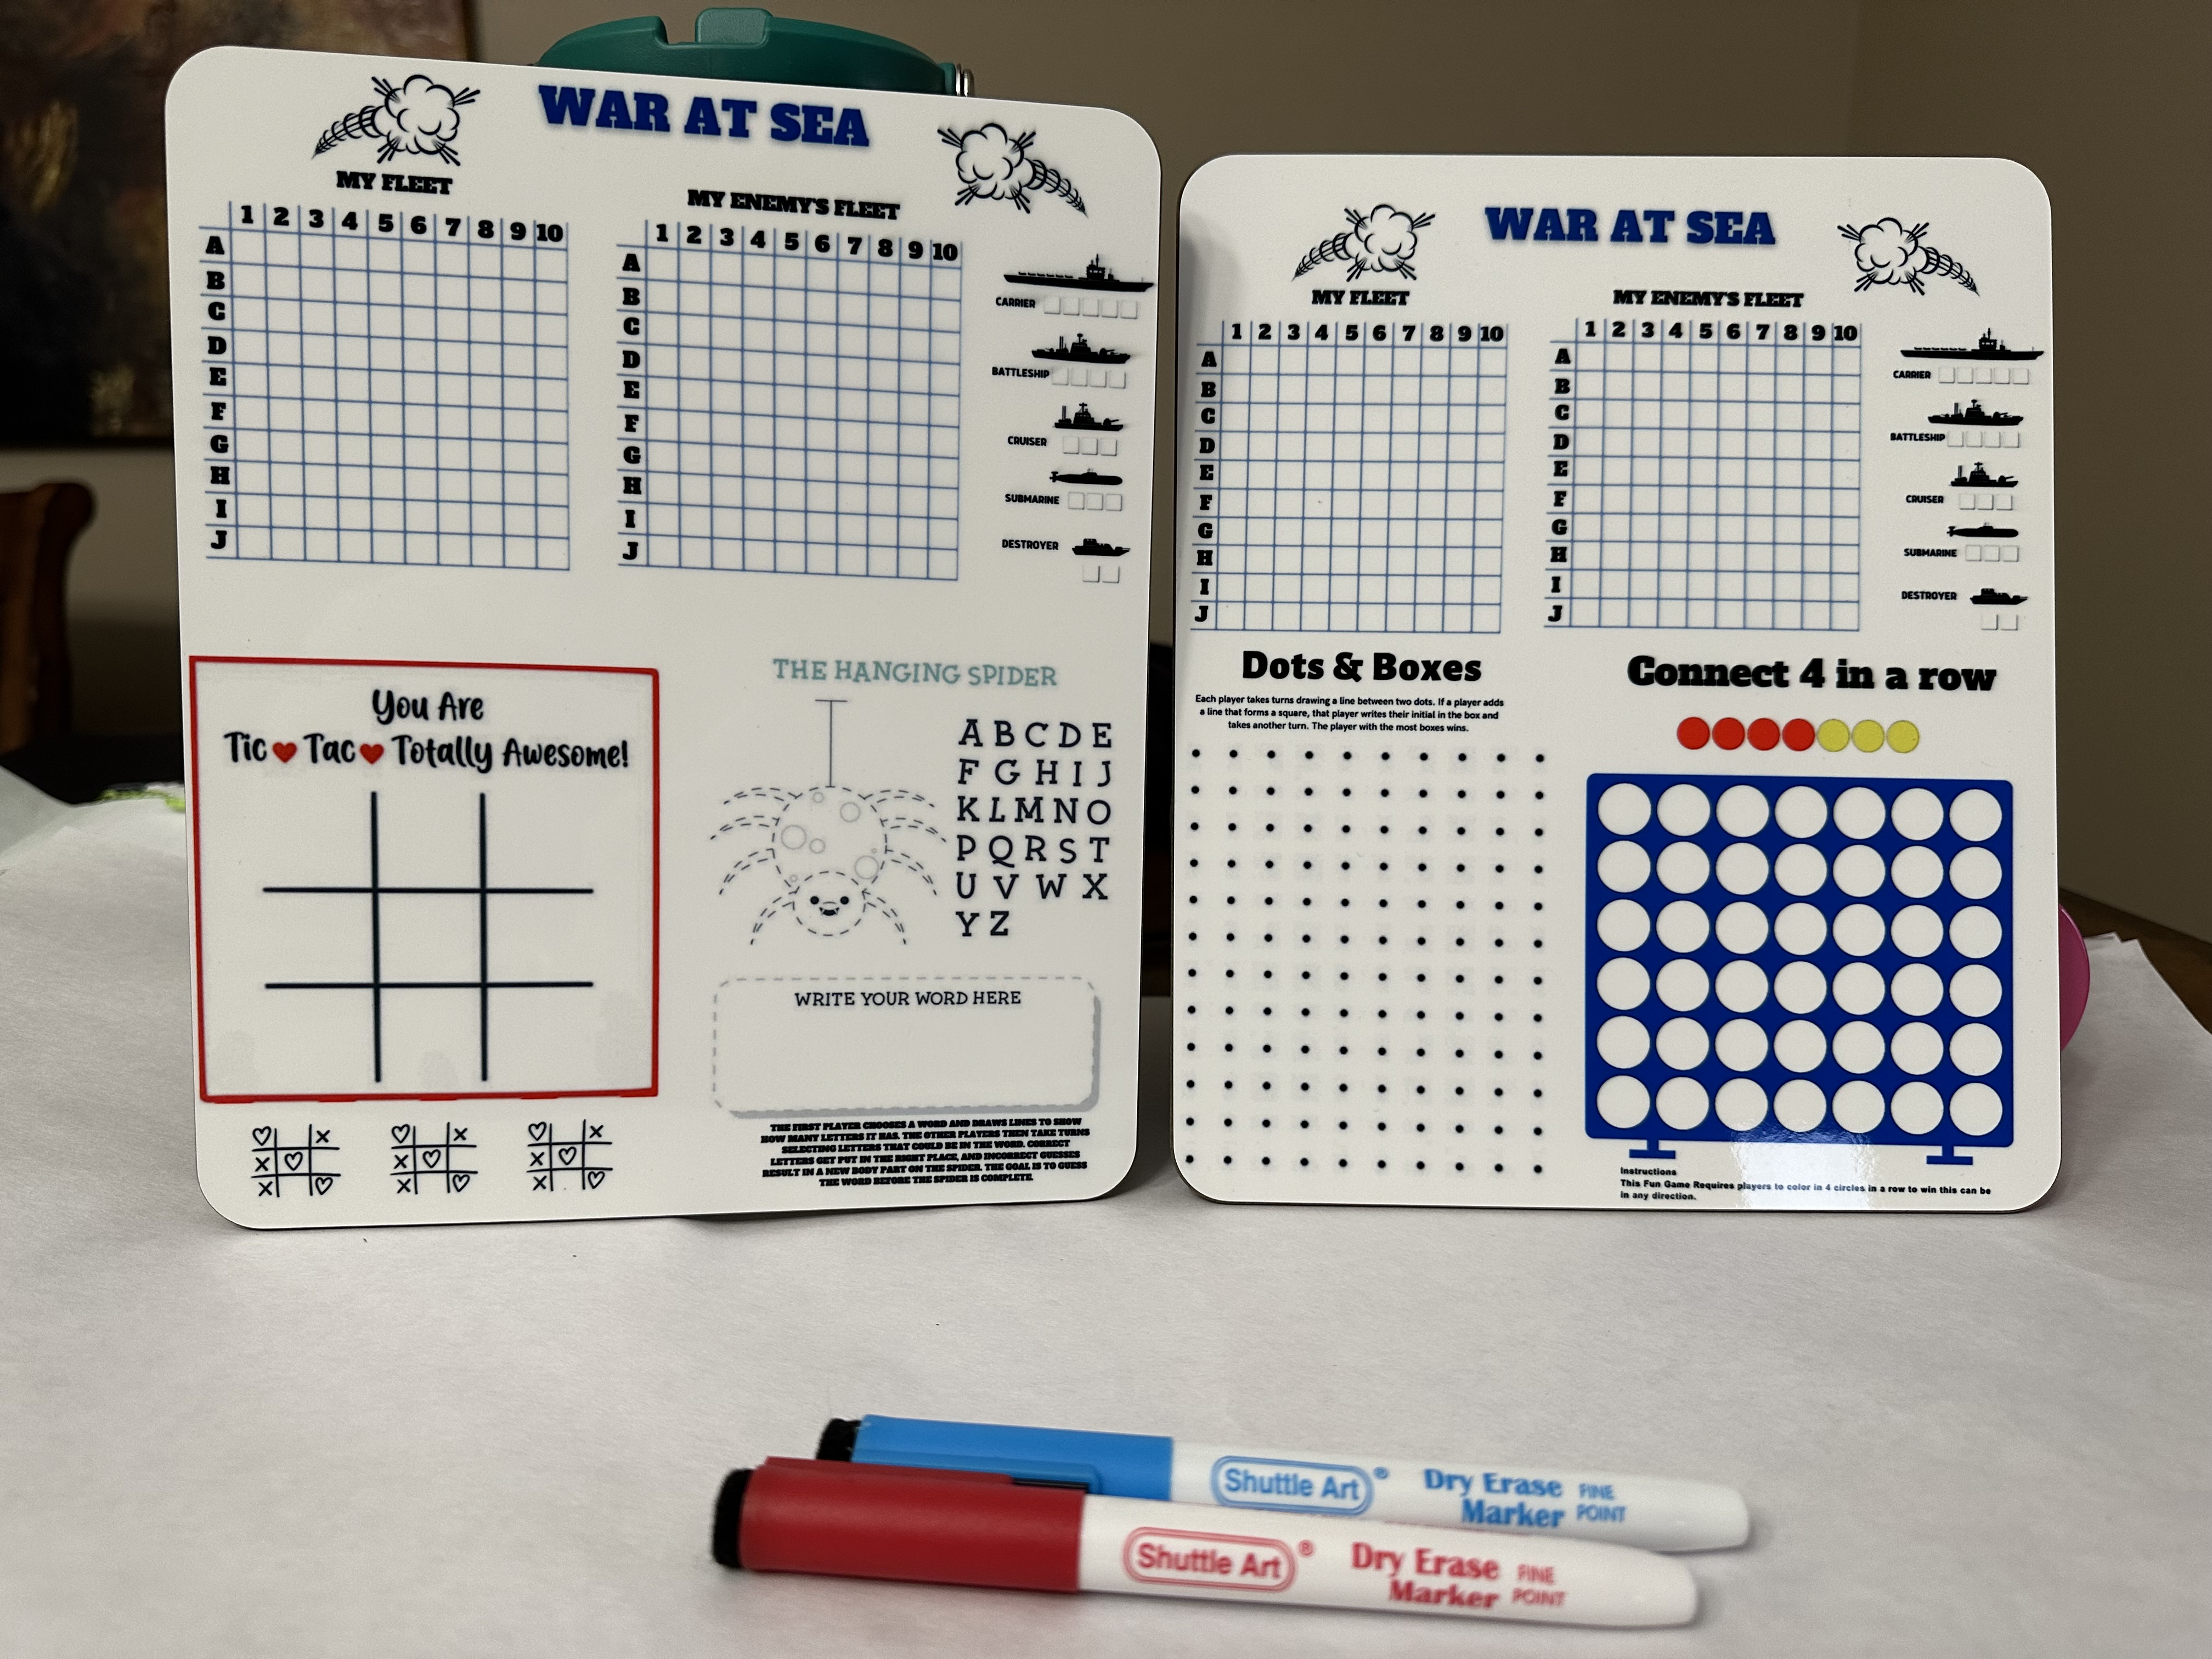 WAR AT SEA
MY FLEET
MY ENEMY'S FLEET
1 2 3 4 5 6 7 8 9 10
A
B
C
D
E
F
G
H
I
J
1 2 3 4 5 6 7 8 9 10
A
B
C
D
E
F
G
H
I
J
CARRIER
BATTLESHIP
CRUISER
SUBMARINE
DESTROYER
You Are
Tic Tac Totally Awesome!
X
X
X
X
X
X
X
X
X
THE HANGING SPIDER
A B C D E
F G H I J
K L M N O
P Q R S T
U V W X
Y Z
WRITE YOUR WORD HERE
THE FIRST PLAYER CHOOSES A WORD AND DRAWS LINES TO SHOW
HOW MANY LETTERS IT HAS. THE OTHER PLAYERS THEN TAKE TURNS
SELECTING LETTERS THAT COULD BE IN THE WORD. CORRECT
LETTERS GET PUT IN THE RIGHT PLACE, AND INCORRECT GUESSES
RESULT IN A NEW BODY PART ON THE SPIDER. THE GOAL IS TO GUESS
THE WORD BEFORE THE SPIDER IS COMPLETE.
WAR AT SEA
MY FLEET
MY ENEMY'S FLEET
1 2 3 4 5 6 7 8 9 10
A
B
C
D
E
F
G
H
I
J
1 2 3 4 5 6 7 8 9 10
A
B
C
D
E
F
G
H
I
J
CARRIER
BATTLESHIP
CRUISER
SUBMARINE
DESTROYER
Dots & Boxes
Each player takes turns drawing a line between two dots. If a player adds
a line that forms a square, that player writes their initial in the box and
takes another turn. The player with the most boxes wins.
Connect 4 in a row
Instructions
This Fun Game Requires players to color in 4 circles in a row to win this can be
in any direction.
Shuttle Art® Dry Erase FINE
Marker POINT
Shuttle Art® Dry Erase FINE
Marker POINT